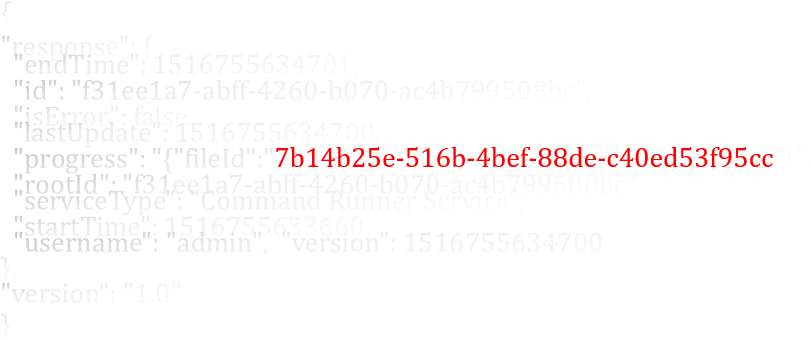 {
"response": {
"endTime": 1516755634701,
"id": "f31ee1a7-abff-4260-b070-ac4b799508bc",
"isError": false,
"lastUpdate": 1516755634700,
"progress": "{"fileId":"7b14b25e-516b-4bef-88de-c40ed53f95cc"}"
"rootId": "f31ee1a7-abff-4260-b070-ac4b799508bc"
"serviceType": "Command Runner Service",
"startTime": 1516755633660,
"username": "admin", "version": 1516755634700
},
"version": "1.0"
}